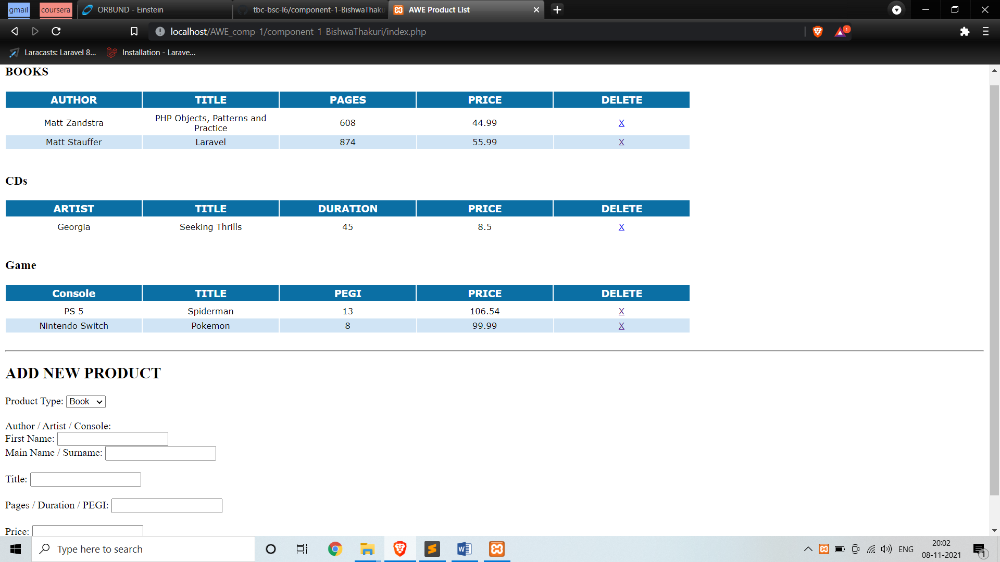 gmail coursera ORBUND - Einstein tbc-bsc-l6/component-1-BishwaThaku AWE Product List
localhost/AWE_comp-1/component-1-BishwaThakuri/index.php 1
Laracasts: Laravel 8... Installation - Larave...
BOOKS
AUTHOR TITLE PAGES PRICE DELETE
Matt Zandstra PHP Objects, Patterns and Practice 608 44.99 X
Matt Stauffer Laravel 874 55.99 X
CDs
ARTIST TITLE DURATION PRICE DELETE
Georgia Seeking Thrills 45 8.5 X
Game
Console TITLE PEGI PRICE DELETE
PS 5 Spiderman 13 106.54 X
Nintendo Switch Pokemon 8 99.99 X
ADD NEW PRODUCT
Product Type: Book
Author / Artist / Console:
First Name:
Main Name / Surname:
Title:
Pages / Duration / PEGI:
Price:
Type here to search ENG 20:02
08-11-2021 1